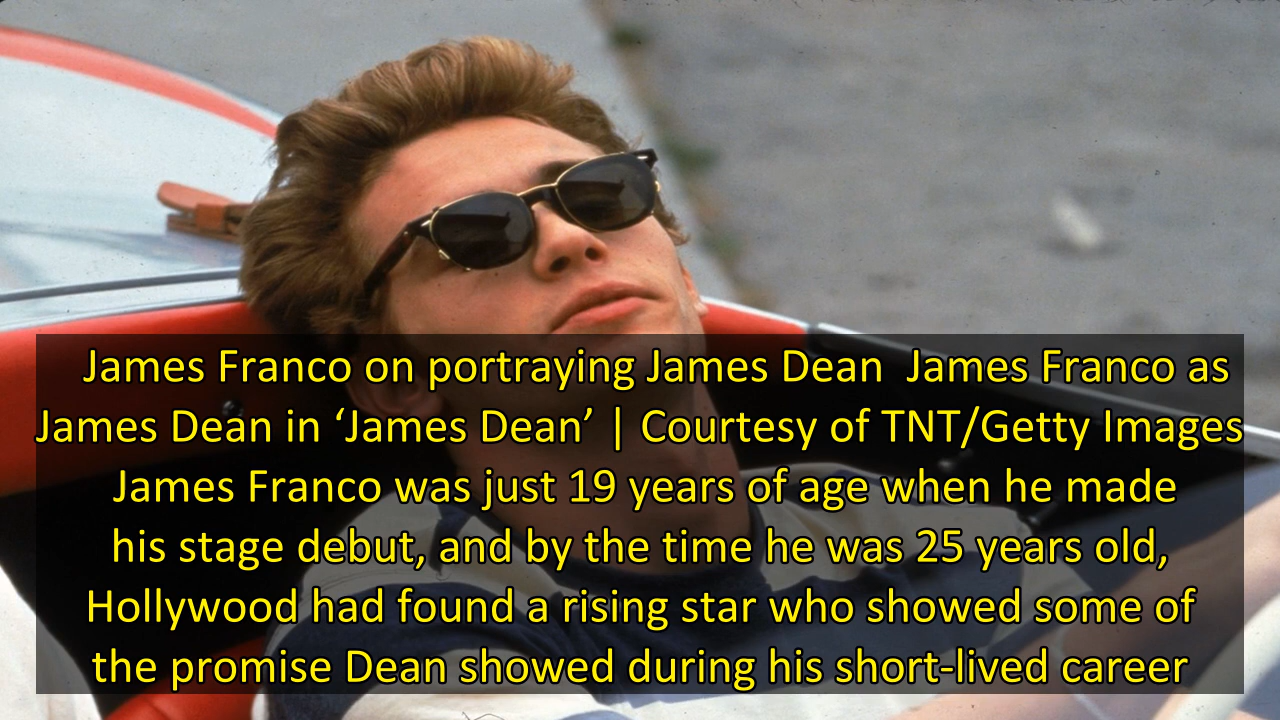 James Franco on portraying James Dean  James Franco as
James Dean in ‘James Dean’ | Courtesy of TNT/Getty Images
James Franco was just 19 years of age when he made
his stage debut, and by the time he was 25 years old,
Hollywood had found a rising star who showed some of
the promise Dean showed during his short-lived career